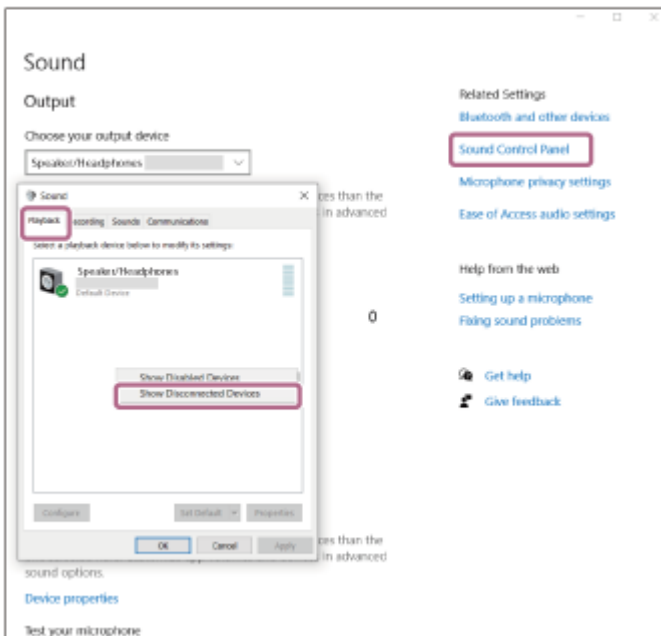 Sound
Output
Choose your output device
Speaker/Headphones
Related Settings
Bluetooth and other devices
Sound Control Panel
Microphone privacy settings
Ease of Access audio settings
Help from the web
Setting up a microphone
Fixing sound problems
Get help
Give feedback
Sound
Playback
ecording
Sounds
Communications
Select a playback device below to modify its settings:
Speaker/Headphones
Default Device
Show Disabled Devices
Show Disconnected Devices
Configure
Set Default
Properties
OK
Cancel
Apply
ces than the
in advanced
0
ces than the
in advanced
sound options.
Device properties
Test your microphone